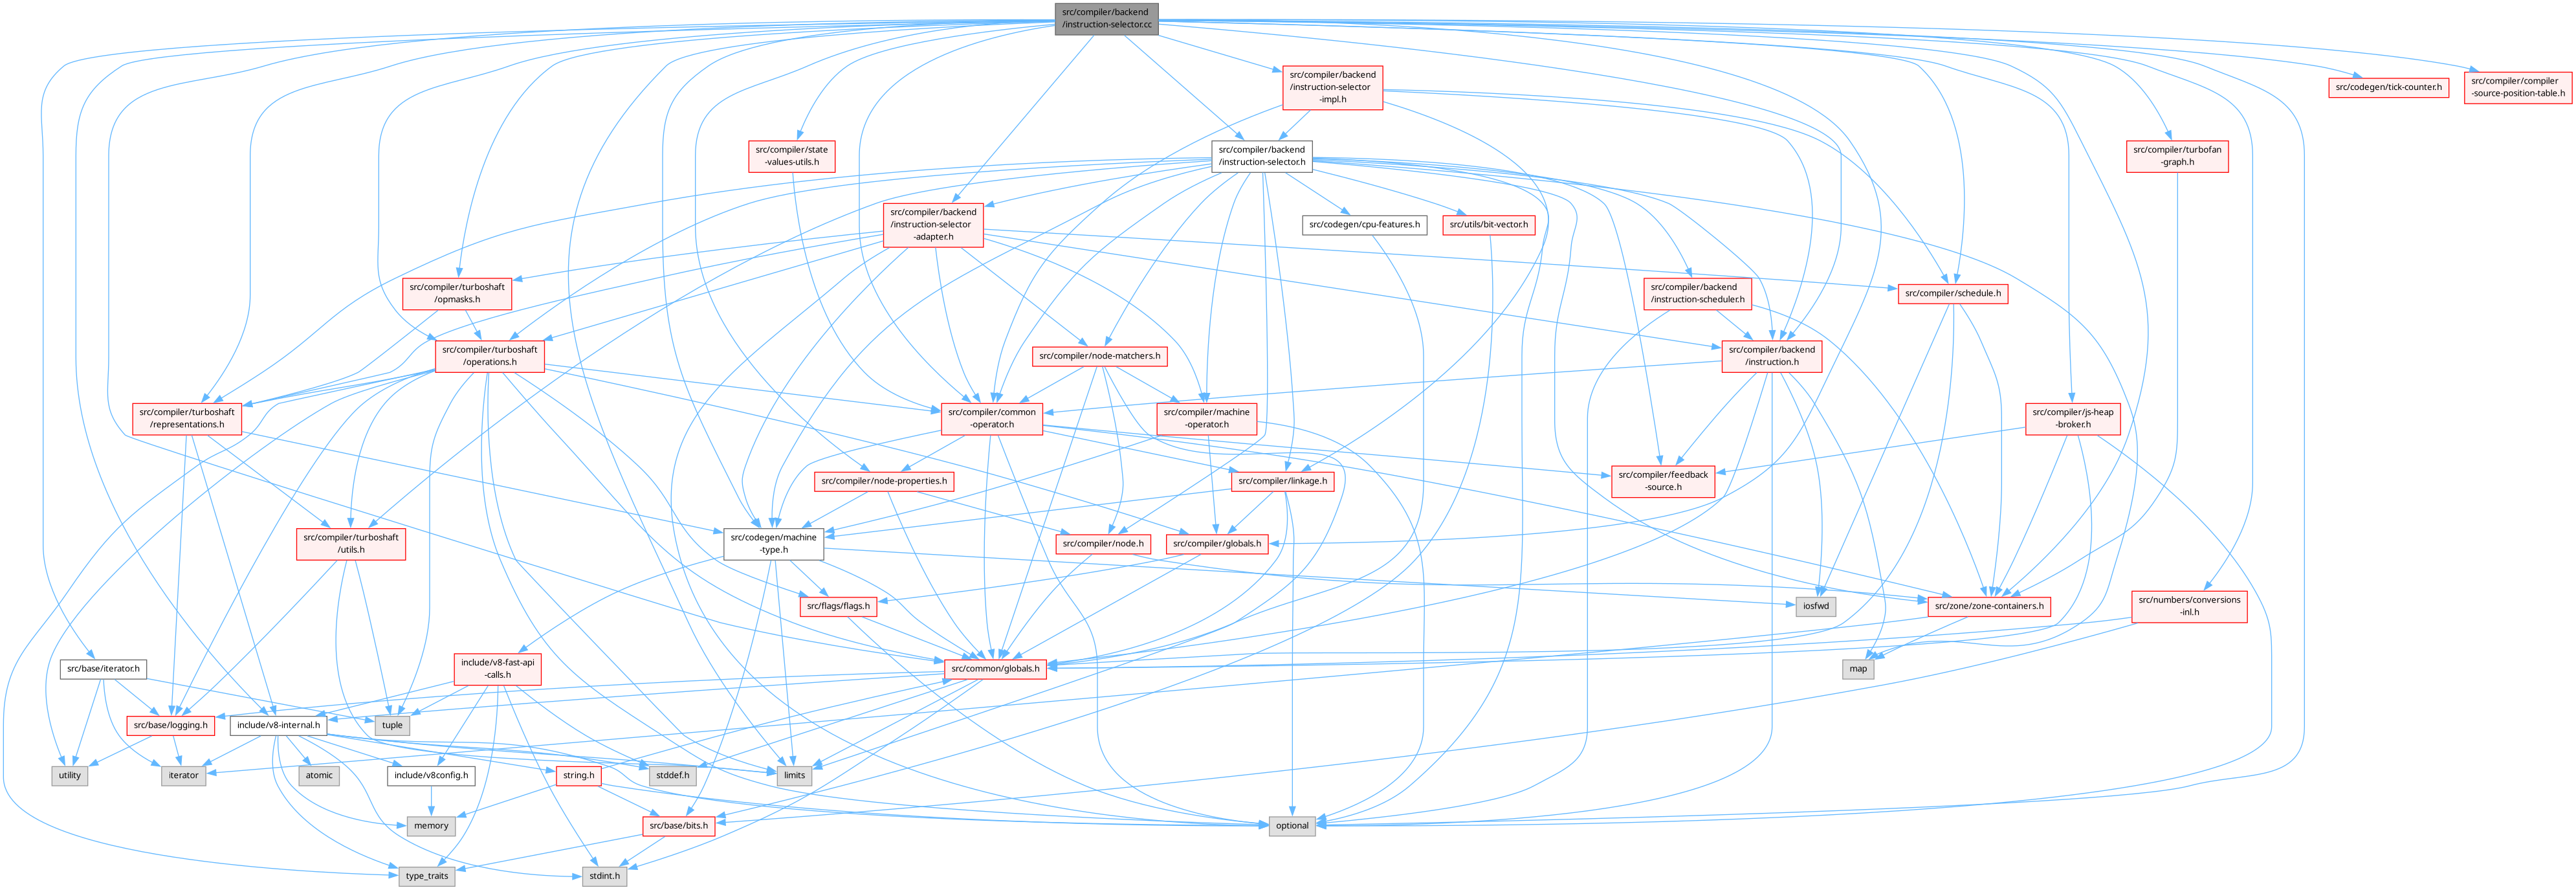 src/compiler/backend
/instruction-selector.cc
src/compiler/backend
/instruction-selector
-impl.h
src/codegen/tick-counter.h
src/compiler/compiler
-source-position-table.h
src/compiler/state
-values-utils.h
src/compiler/backend
/instruction-selector.h
src/compiler/turbofan
-graph.h
src/compiler/backend
/instruction-selector
-adapter.h
src/codegen/cpu-features.h
src/utils/bit-vector.h
src/compiler/turboshaft
/opmasks.h
src/compiler/backend
/instruction-scheduler.h
src/compiler/schedule.h
src/compiler/turboshaft
/operations.h
src/compiler/node-matchers.h
src/compiler/backend
/instruction.h
src/compiler/turboshaft
/representations.h
src/compiler/common
-operator.h
src/compiler/machine
-operator.h
src/compiler/js-heap
-broker.h
src/compiler/node-properties.h
src/compiler/linkage.h
src/compiler/feedback
-source.h
src/compiler/turboshaft
/utils.h
src/codegen/machine
-type.h
src/compiler/node.h
src/compiler/globals.h
src/flags/flags.h
iosfwd
src/zone/zone-containers.h
src/numbers/conversions
-inl.h
src/base/iterator.h
include/v8-fast-api
-calls.h
src/common/globals.h
map
src/base/logging.h
include/v8-internal.h
tuple
utility
iterator
atomic
include/v8config.h
string.h
stddef.h
limits
memory
src/base/bits.h
optional
type_traits
stdint.h